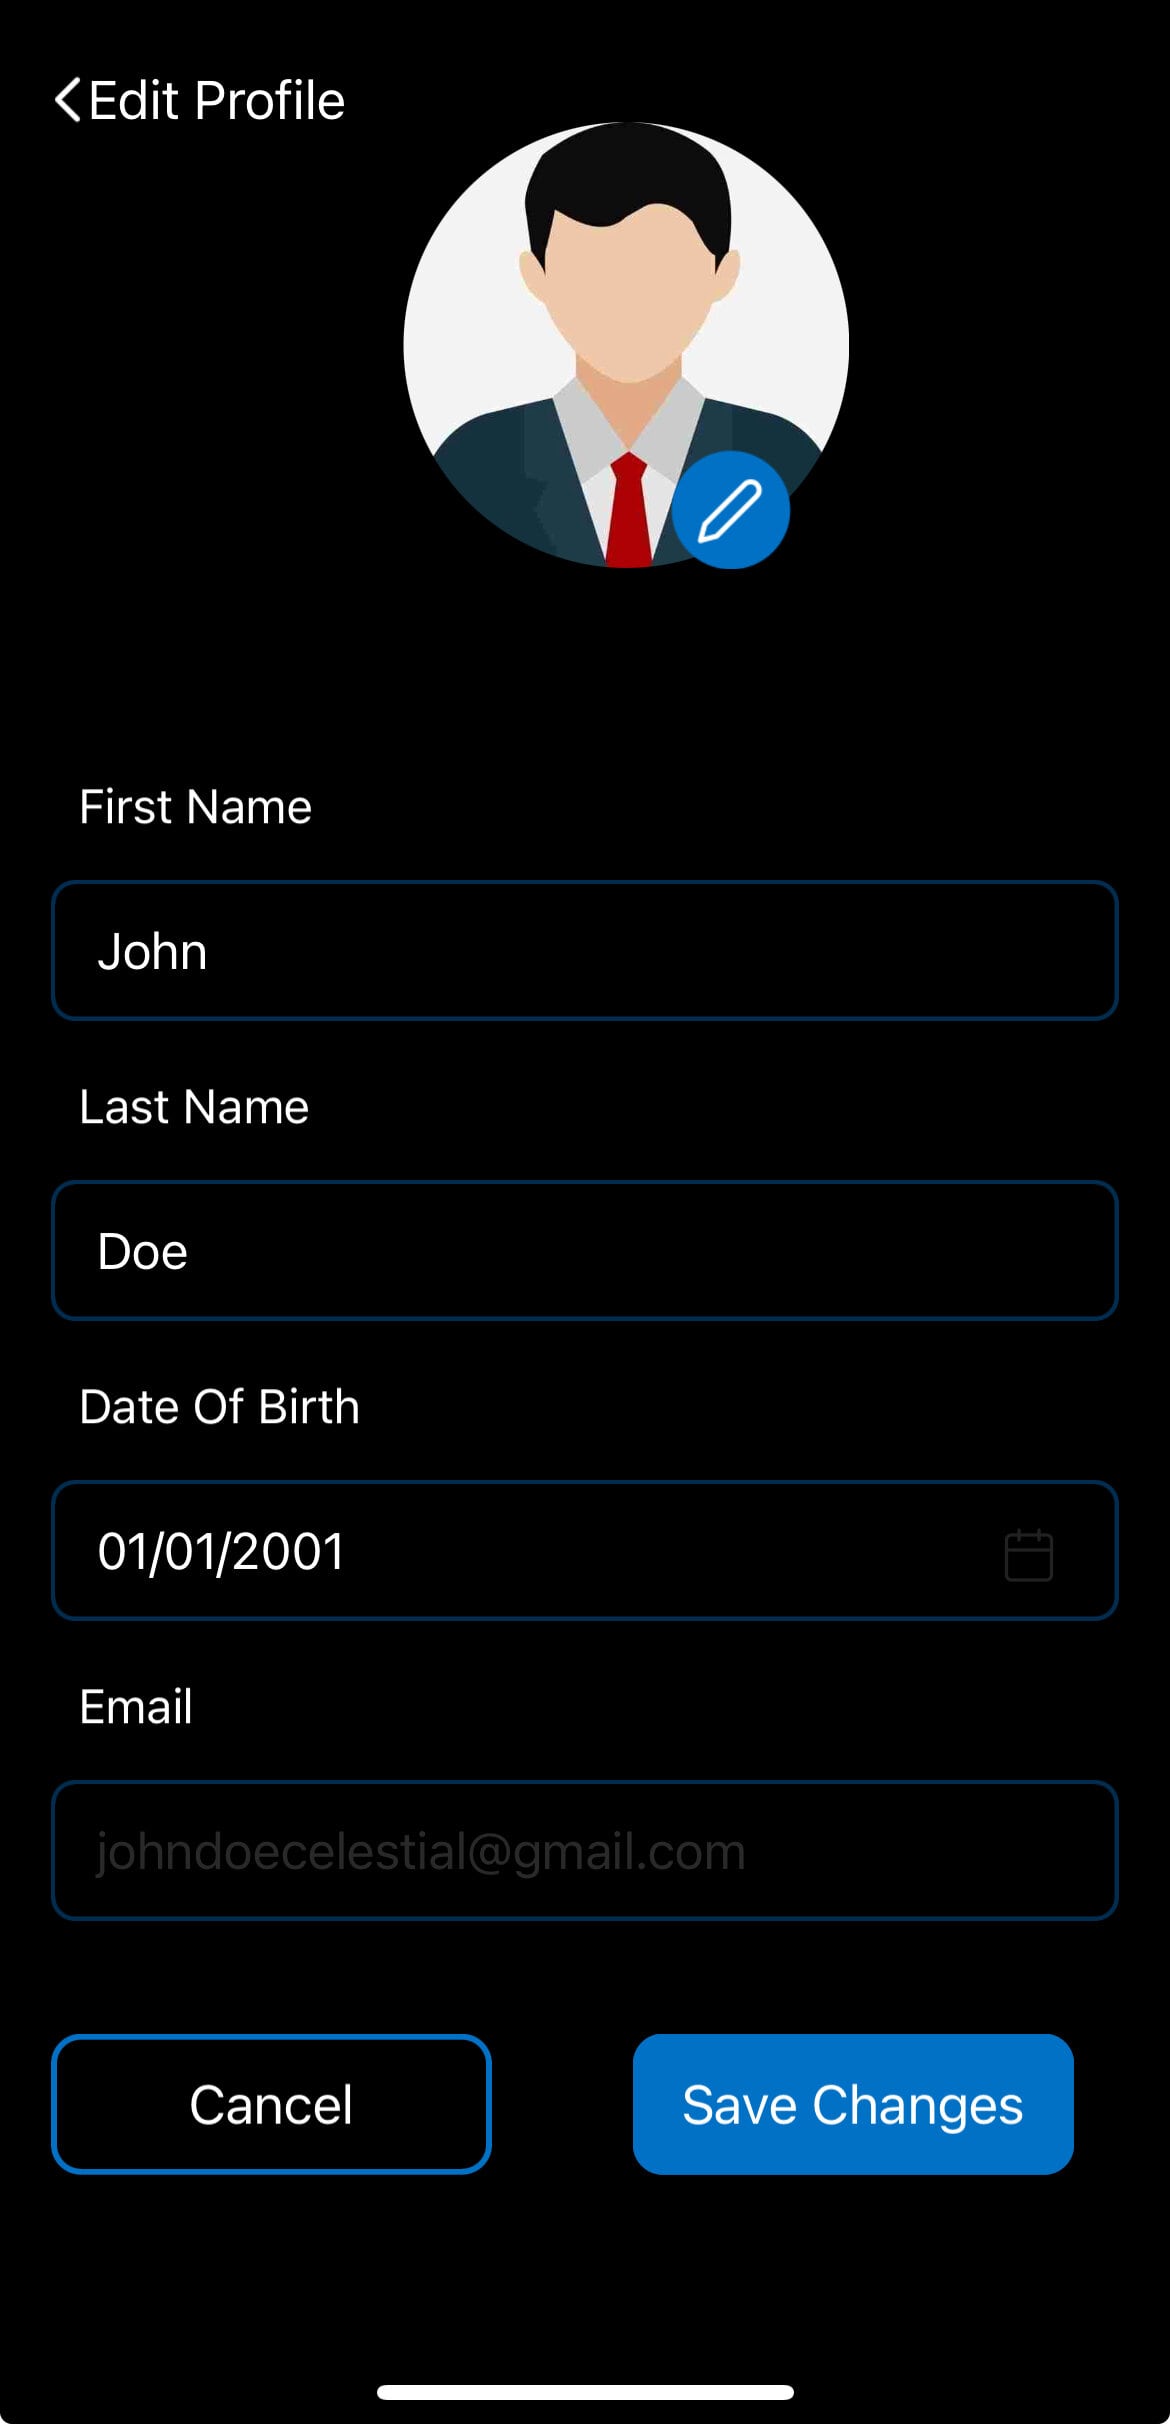 Edit Profile
First Name
John
Last Name
Doe
Date Of Birth
01/01/2001
Email
johndoecelestial@gmail.com
Cancel
Save Changes